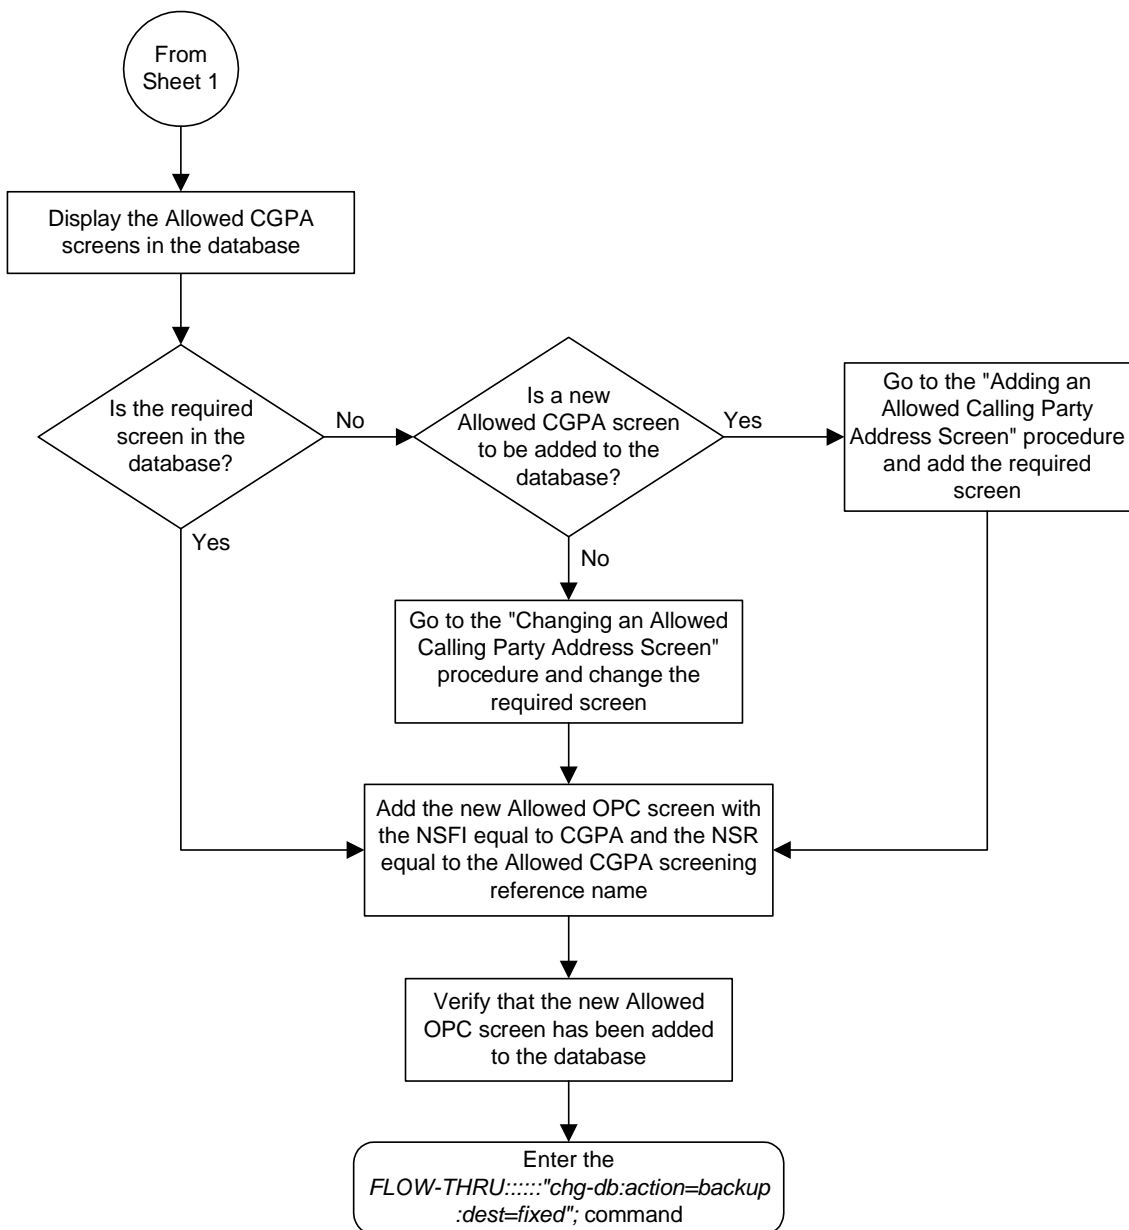 From
Sheet 1
Display the Allowed CGPA
screens in the database
Is the required
screen in the
database?
No
Yes
Is a new
Allowed CGPA screen
to be added to the
database?
Yes
No
Go to the "Adding an
Allowed Calling Party
Address Screen" procedure
and add the required
screen
Go to the "Changing an Allowed
Calling Party Address Screen"
procedure and change the
required screen
Add the new Allowed OPC screen with
the NSFI equal to CGPA and the NSR
equal to the Allowed CGPA screening
reference name
Verify that the new Allowed
OPC screen has been added
to the database
Enter the
FLOW-THRU::::::"chg-db:action=backup
:dest=fixed"; command